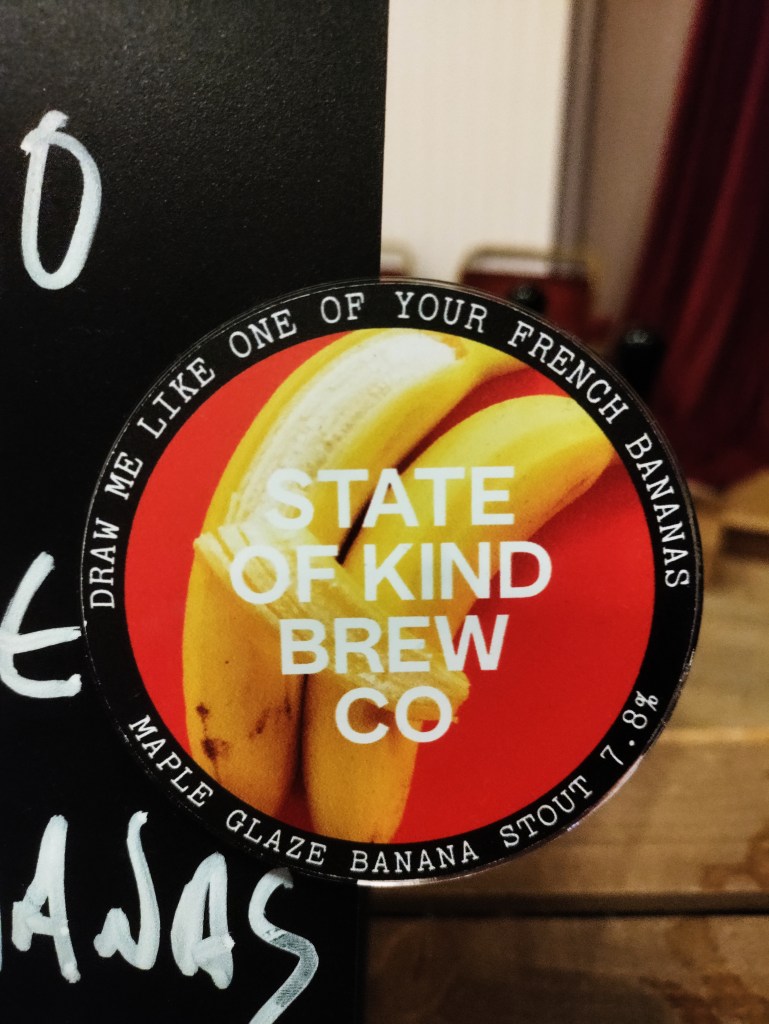 O
DRAW ME LIKE ONE OF YOUR FRENCH BANANAS
STATE
OF KIND
BREW
CO
MAPLE GLAZE BANANA STOUT 7.8%
E
ANAS